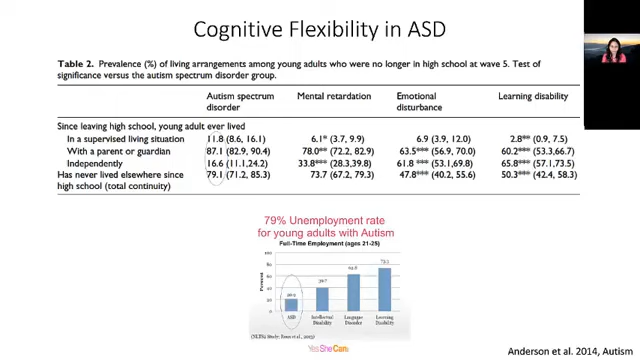 Cognitive Flexibility in ASD
Table 2. Prevalence (%) of living arrangements among young adults who were no longer in high school at wave 5. Test of
significance versus the autism spectrum disorder group.
Autism spectrum disorder Mental retardation Emotional disturbance Learning disability
Since leaving high school, young adult ever lived
In a supervised living situation 11.8 (8.6, 16.1) 6.1* (3.7, 9.9) 6.9 (3.9, 12.0) 2.8** (0.9, 7.5)
With a parent or guardian 87.1 (82.9, 90.4) 78.0** (72.2, 82.9) 63.5*** (56.9, 70.0) 60.2*** (53.3,66.7)
Independently 16.6 (11.1,24.2) 33.8*** (28.3,39.8) 61.8 *** (53.1,69.8) 65.8*** (57.1,73.5)
Has never lived elsewhere since high school (total continuity) 79.1 (71.2, 85.3) 73.7 (67.2, 79.3) 47.8*** (40.2, 55.6) 50.3*** (42.4, 58.3)
79% Unemployment rate
for young adults with Autism
Full-Time Employment (ages 21-25)
Percent
100
80
60
40
20
0
ASD
Intellectual Disability
Language Disorder
Learning Disability
YesSheCan
Anderson et al. 2014, Autism